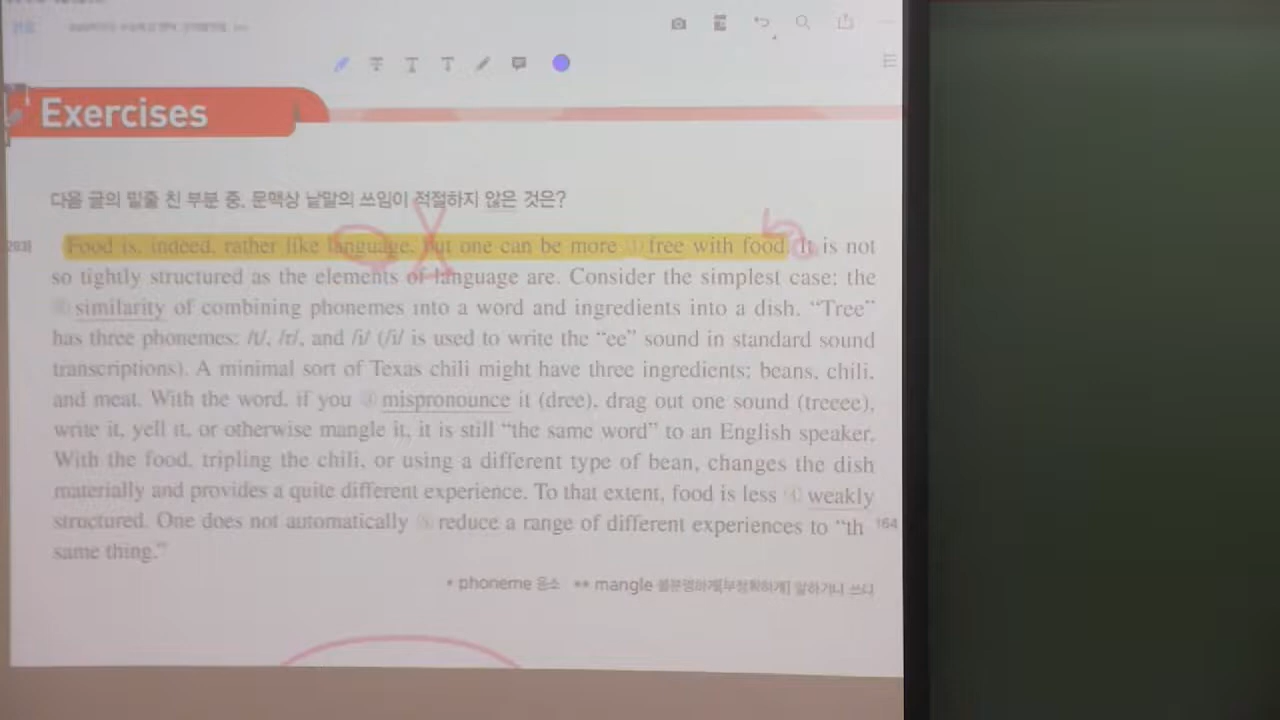 Exercises
다음 글의 밑줄 친 부분 중, 문맥상 낱말의 쓰임이 적절하지 않은 것은?
Food is, indeed, rather like language, but one can be more ① free with food. It is not
so tightly structured as the elements of language are. Consider the simplest case: the
② similarity of combining phonemes into a word and ingredients into a dish. “Tree”
has three phonemes: /t/, /r/, and /i/ (/i/ is used to write the “ee” sound in standard sound
transcriptions). A minimal sort of Texas chili might have three ingredients: beans, chili,
and meat. With the word, if you ③ mispronounce it (dree), drag out one sound (treeee),
write it, yell it, or otherwise mangle it, it is still “the same word” to an English speaker.
With the food, tripling the chili, or using a different type of bean, changes the dish
materially and provides a quite different experience. To that extent, food is less ④ weakly
structured. One does not automatically ⑤ reduce a range of different experiences to “th
164
same thing.”
* phoneme 음소 ** mangle 불분명하게[부정확하게] 말하거나 쓰다